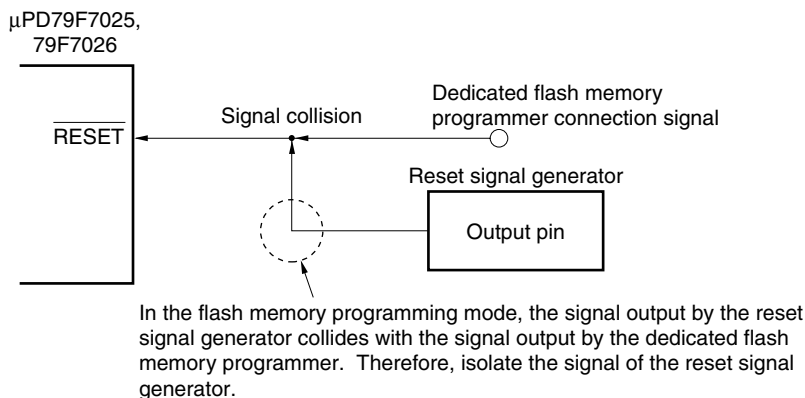 µPD79F7025,
79F7026
RESET
Signal collision
Dedicated flash memory
programmer connection signal
Reset signal generator
Output pin
In the flash memory programming mode, the signal output by the reset
signal generator collides with the signal output by the dedicated flash
memory programmer.  Therefore, isolate the signal of the reset signal
generator.